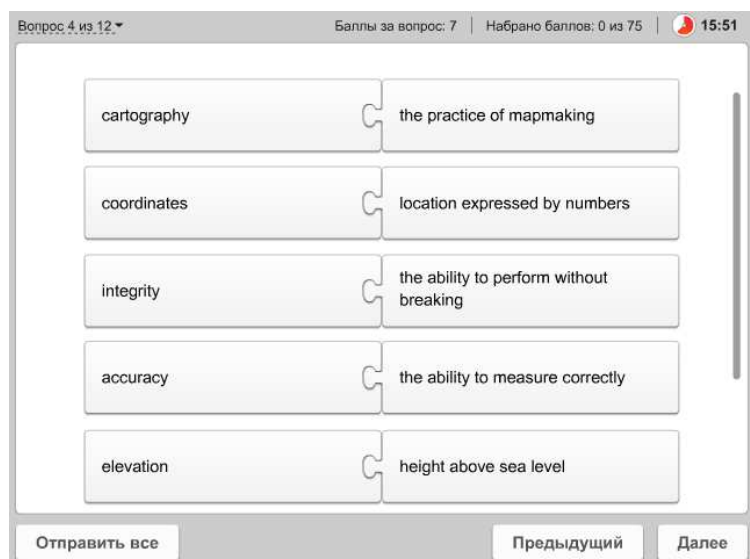 Вопрос 4 из 12 Баллы за вопрос: 7 Набрано баллов: 0 из 75 15:51
cartography the practice of mapmaking
coordinates location expressed by numbers
integrity the ability to perform without
breaking
accuracy the ability to measure correctly
elevation height above sea level
Отправить все Предыдущий Далее